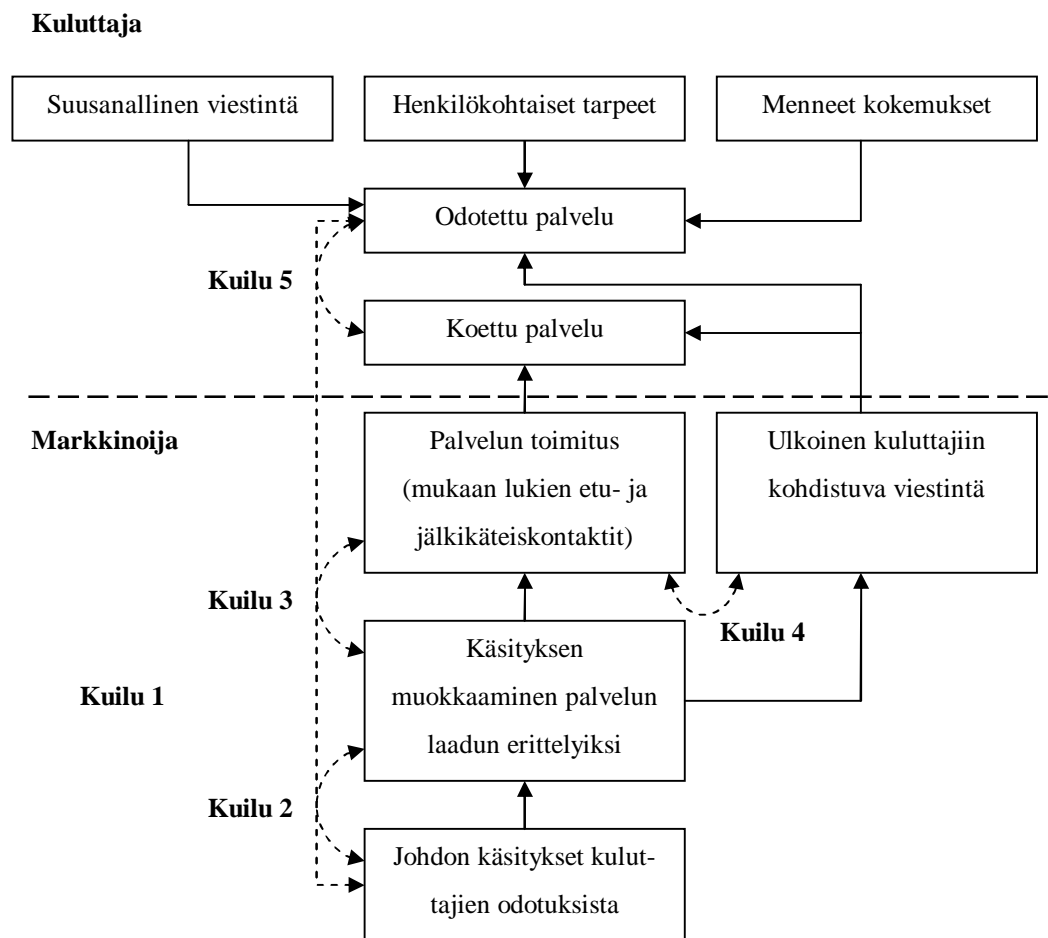 Kuluttaja
Suusanallinen viestintä
Henkilökohtaiset tarpeet
Menneet kokemukset
Odotettu palvelu
Kuilu 5
Koettu palvelu
Markkinoija
Palvelun toimitus
(mukaan lukien etu- ja
jälkikäteiskontaktit)
Ulkoinen kuluttajiin
kohdistuva viestintä
Kuilu 3
Kuilu 4
Käsityksen
muokkaaminen palvelun
laadun erittelyiksi
Kuilu 1
Kuilu 2
Johdon käsitykset kulut-
tajien odotuksista